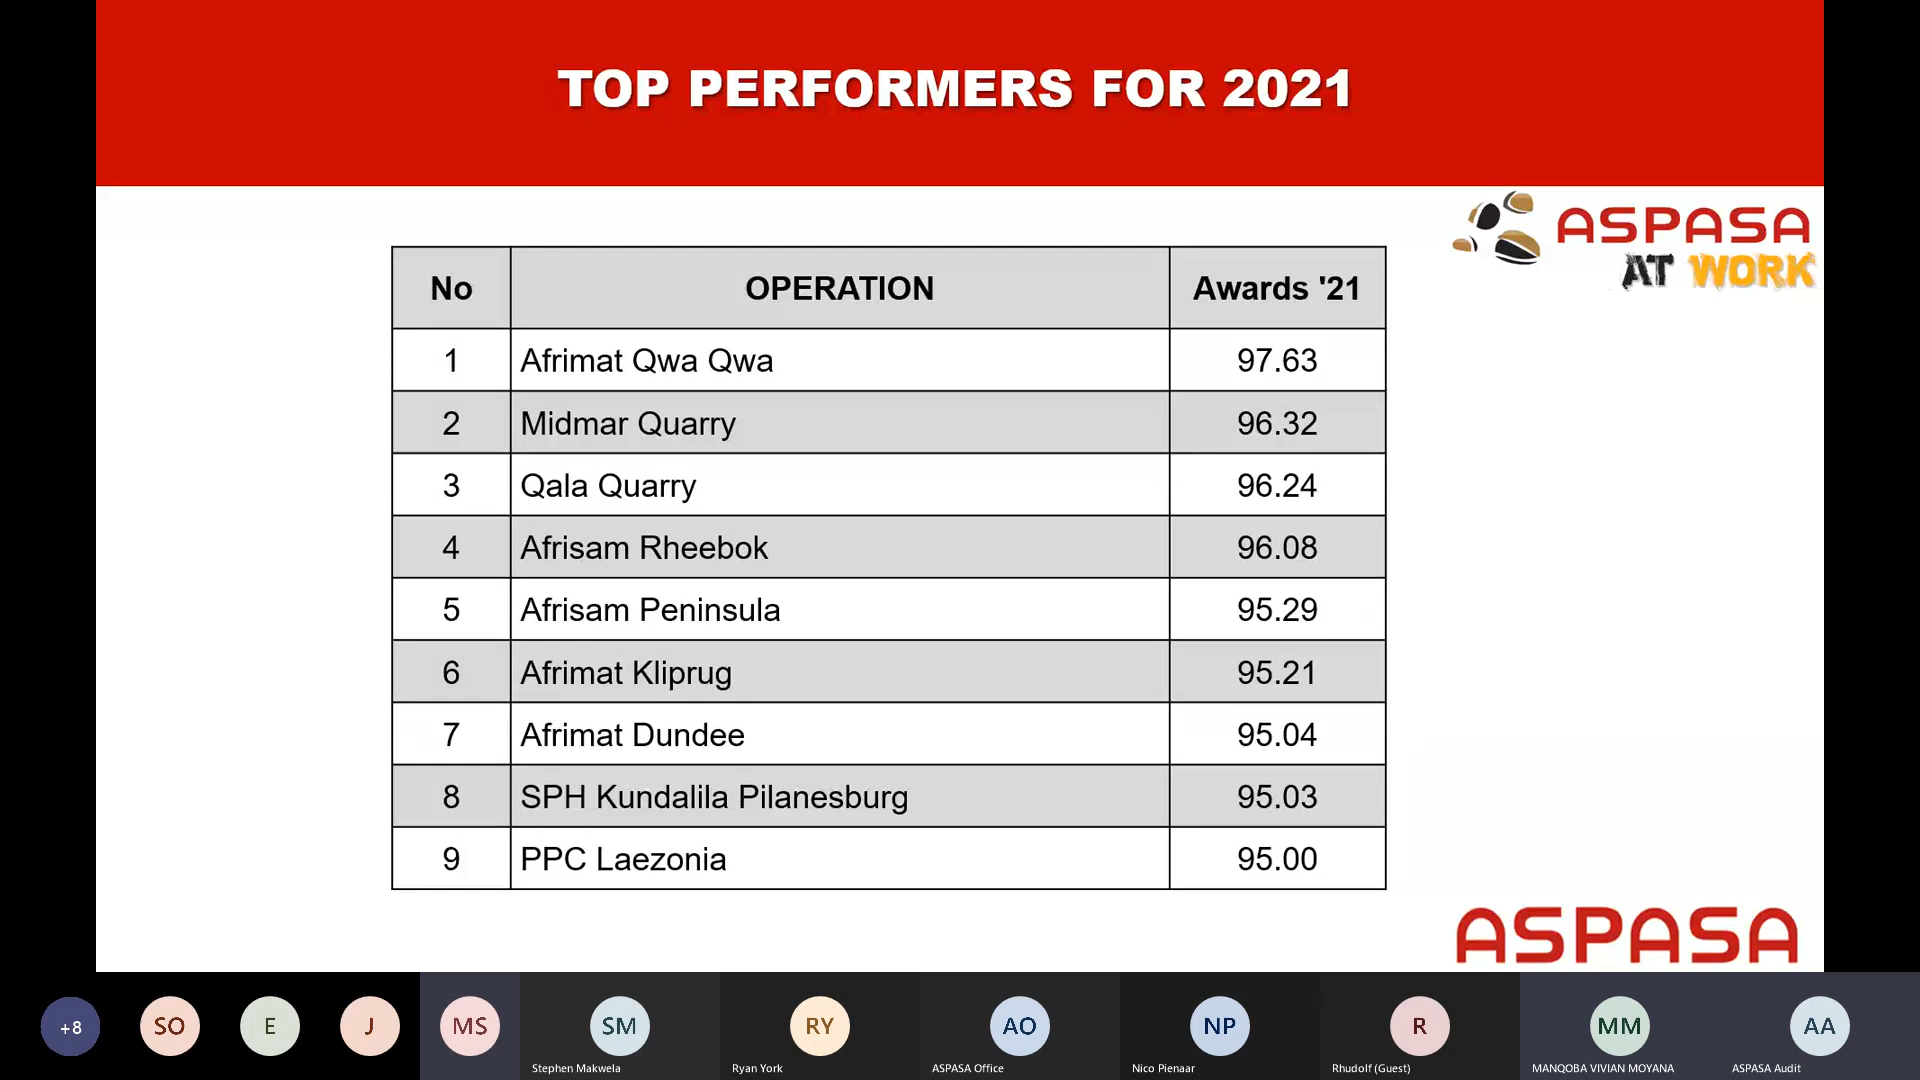 TOP PERFORMERS FOR 2021
ASPASA
AT WORK
No OPERATION Awards '21
1 Afrimat Qwa Qwa 97.63
2 Midmar Quarry 96.32
3 Qala Quarry 96.24
4 Afrisam Rheebok 96.08
5 Afrisam Peninsula 95.29
6 Afrimat Kliprug 95.21
7 Afrimat Dundee 95.04
8 SPH Kundalila Pilanesburg 95.03
9 PPC Laezonia 95.00
ASPASA
+8 SO E J MS SM RY AO NP R MM AA
Stephen Makwela Ryan York ASPASA Office Nico Pienaar Rhudolf (Guest) MANQOBA VIVIAN MOYANA ASPASA Audit